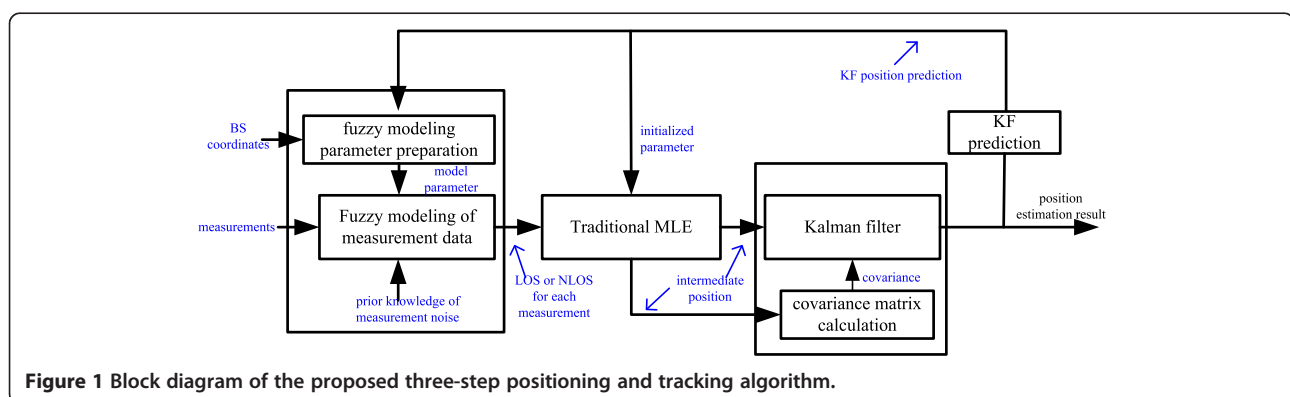 KF position prediction
BS
coordinates
fuzzy modeling
parameter preparation
initialized
parameter
KF
prediction
model
parameter
measurements
Fuzzy modeling of
measurement data
Traditional MLE
Kalman filter
position
estimation result
LOS or NLOS
for each
measurement
intermediate
position
covariance
prior knowledge of
measurement noise
covariance matrix
calculation
Figure 1 Block diagram of the proposed three-step positioning and tracking algorithm.